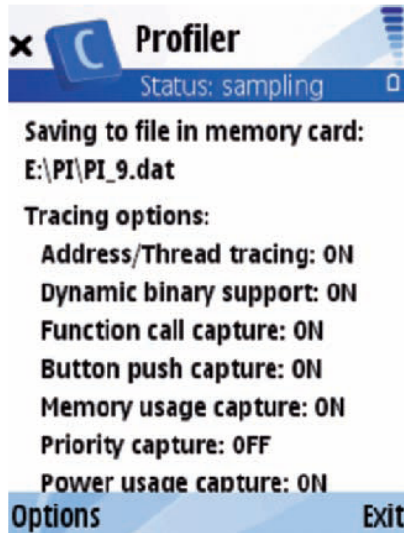 C
Profiler
Status: sampling
Saving to file in memory card:
E:\PI\PI_9.dat
Tracing options:
Address/Thread tracing: ON
Dynamic binary support: ON
Function call capture: ON
Button push capture: ON
Memory usage capture: ON
Priority capture: OFF
Power usage capture: ON
Options
Exit